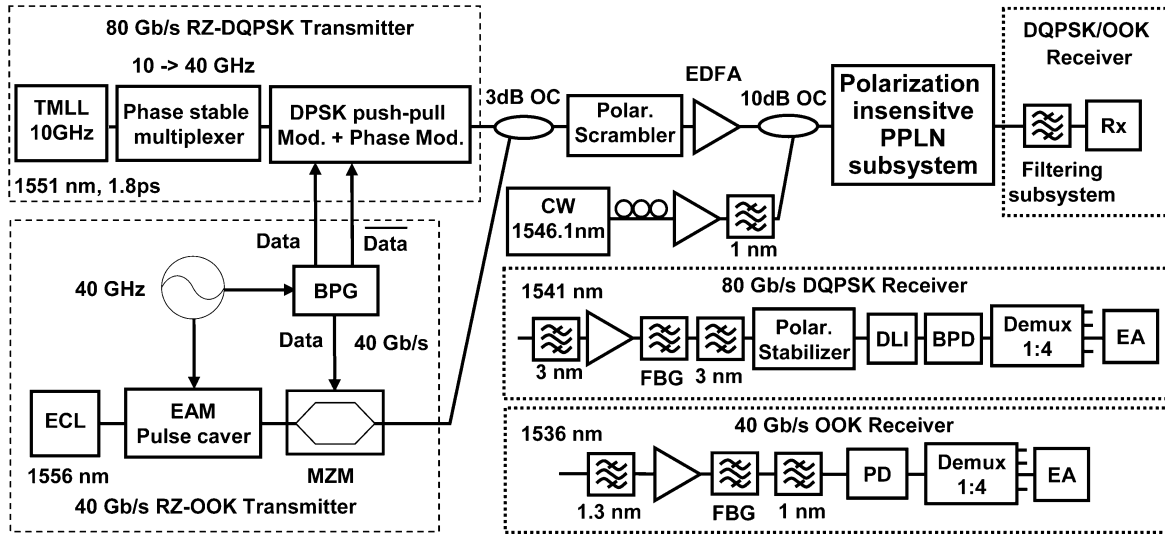 80 Gb/s RZ-DQPSK Transmitter
10 -> 40 GHz
TMLL
10GHz
Phase stable
multiplexer
DPSK push-pull
Mod. + Phase Mod.
1551 nm, 1.8ps
3dB OC
Polar.
Scrambler
EDFA
10dB OC
Polarization
insensitve
PPLN
subsystem
DQPSK/OOK
Receiver
Rx
Filtering
subsystem
CW
1546.1nm
1 nm
Data
Data
40 GHz
BPG
Data
40 Gb/s
ECL
EAM
Pulse caver
1556 nm
MZM
40 Gb/s RZ-OOK Transmitter
1541 nm
80 Gb/s DQPSK Receiver
3 nm
FBG
3 nm
Polar.
Stabilizer
DLI
BPD
Demux
1:4
EA
1536 nm
40 Gb/s OOK Receiver
1.3 nm
FBG
1 nm
PD
Demux
1:4
EA